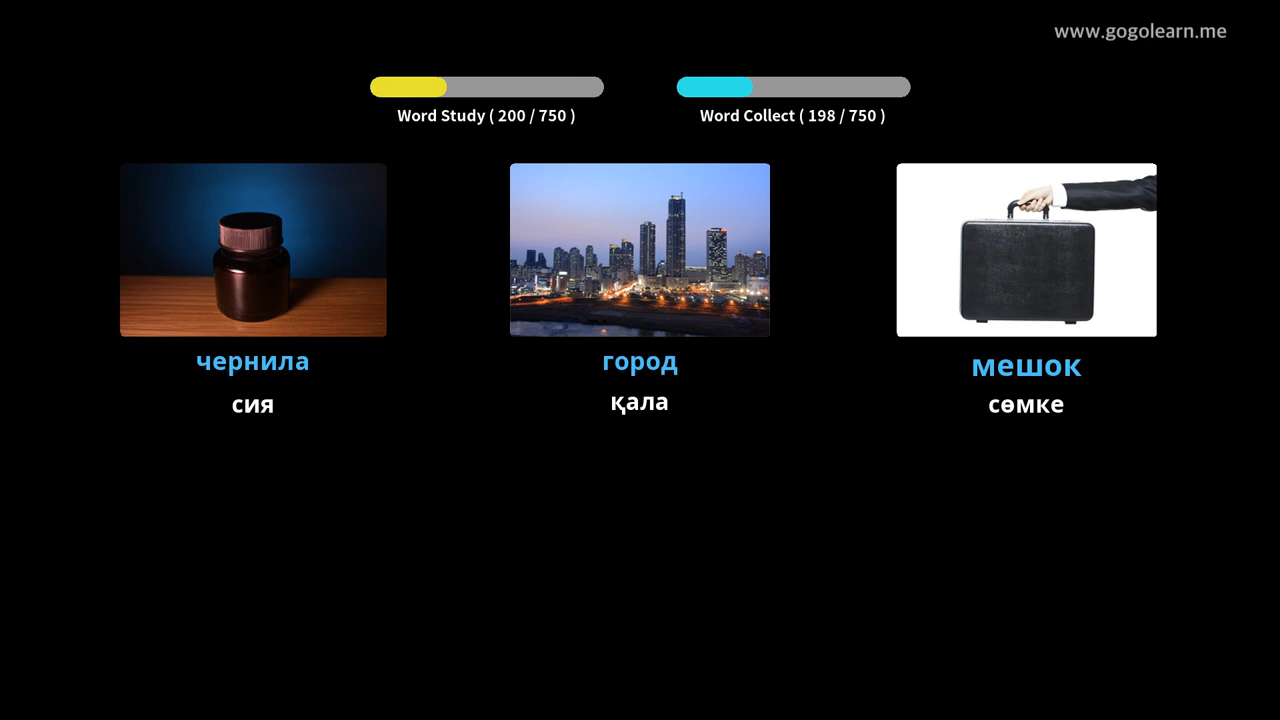 www.gogolearn.me
Word Study ( 200 / 750 )
Word Collect ( 198 / 750 )
чернила
город
мешок
сия
қала
сөмке